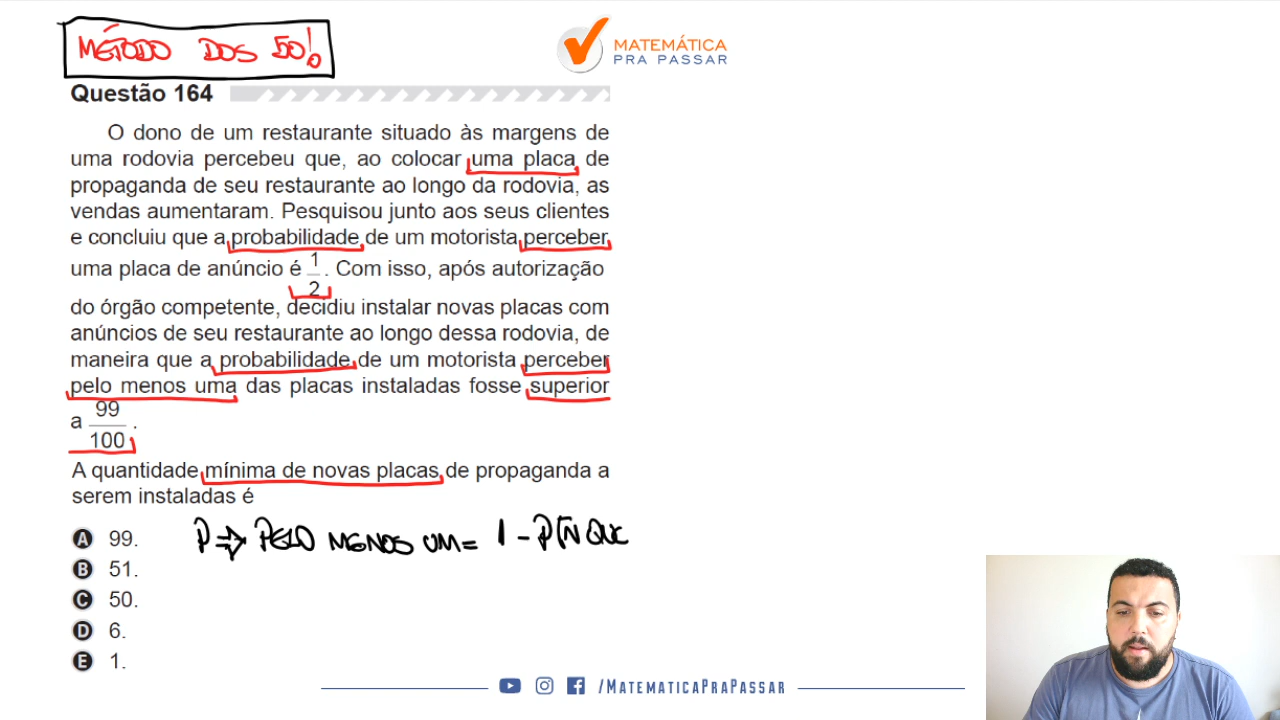 MÉTODO DOS 50!
MATEMÁTICA
PRA PASSAR
Questão 164
O dono de um restaurante situado às margens de
uma rodovia percebeu que, ao colocar uma placa de
propaganda de seu restaurante ao longo da rodovia, as
vendas aumentaram. Pesquisou junto aos seus clientes
e concluiu que a probabilidade de um motorista perceber
uma placa de anúncio é 1/2. Com isso, após autorização
do órgão competente, decidiu instalar novas placas com
anúncios de seu restaurante ao longo dessa rodovia, de
maneira que a probabilidade de um motorista perceber
pelo menos uma das placas instaladas fosse superior
a 99/100.
A quantidade mínima de novas placas de propaganda a
serem instaladas é
A 99.
P ⇒ PELO MENOS UM = 1 - P[Ñ QUE
B 51.
C 50.
D 6.
E 1.
/MATEMATICAPRAPASSAR